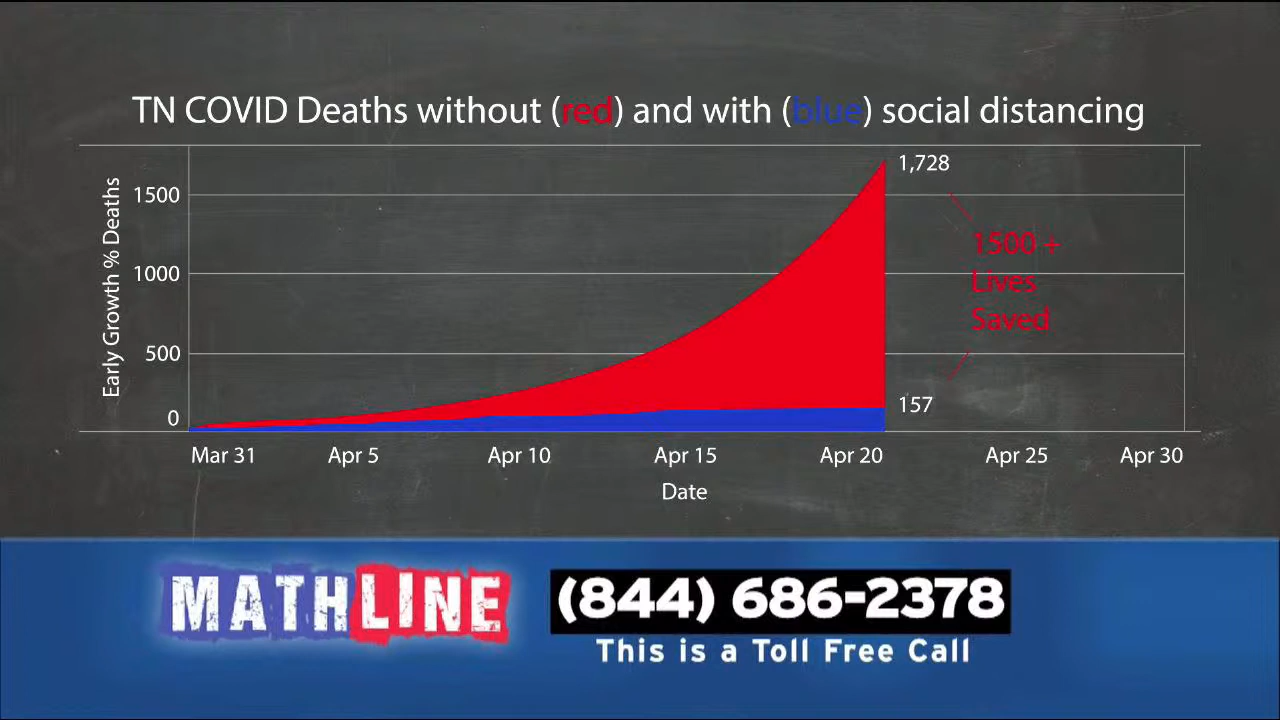 TN COVID Deaths without (red) and with (blue) social distancing
Early Growth % Deaths
1500
1000
500
0
1,728
1500 +
Lives
Saved
157
Mar 31 Apr 5 Apr 10 Apr 15 Apr 20 Apr 25 Apr 30
Date
MATHLINE
(844) 686-2378
This is a Toll Free Call